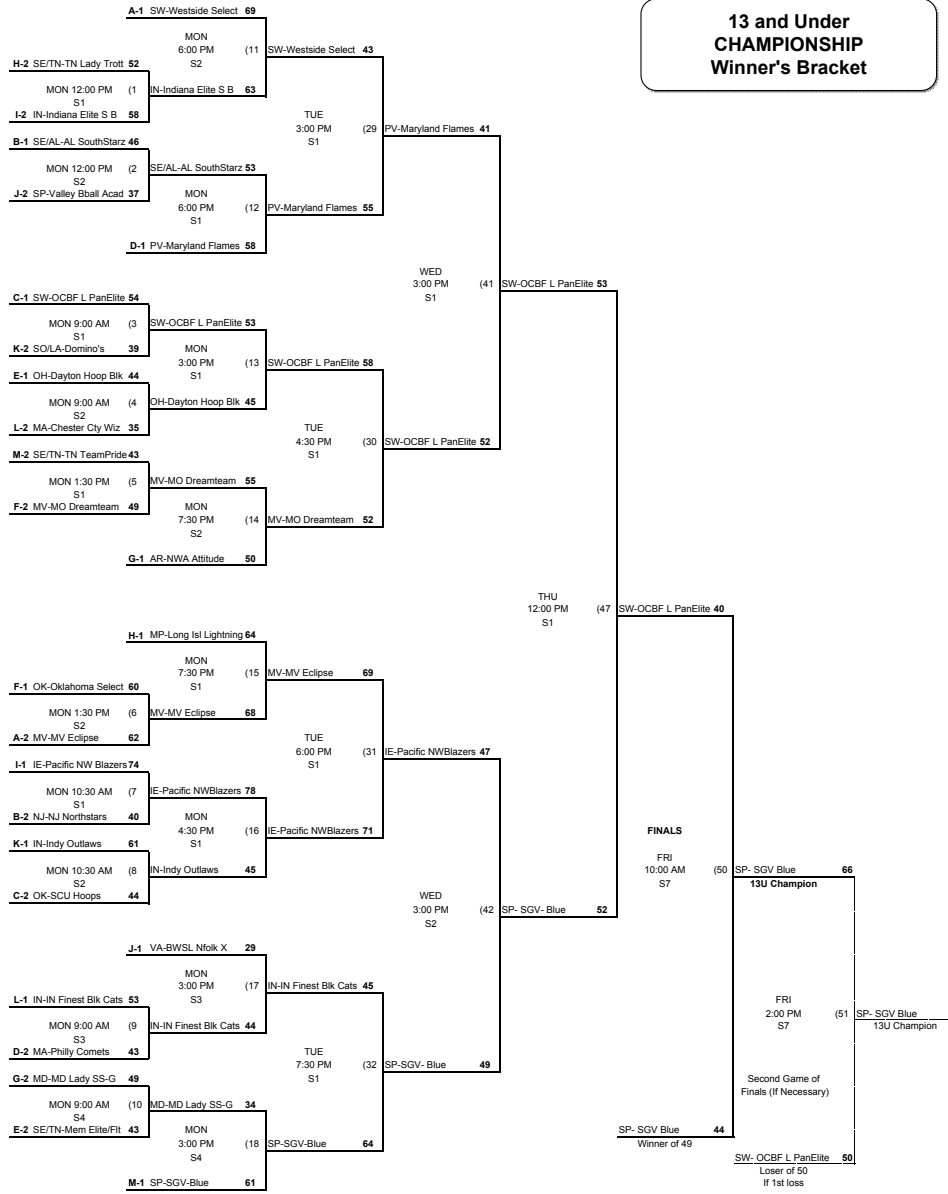 13 and Under
CHAMPIONSHIP
Winner's Bracket
A-1 SW-Westside Select 69
MON
6:00 PM (11 SW-Westside Select 43
S2
H-2 SE/TN-TN Lady Trott 52
MON 12:00 PM (1 IN-Indiana Elite S B 63
S1
I-2 IN-Indiana Elite S B 58
TUE
3:00 PM (29 PV-Maryland Flames 41
S1
B-1 SE/AL-AL SouthStarz 46
MON 12:00 PM (2 SE/AL-AL SouthStarz 53
S2
J-2 SP-Valley Bball Acad 37
MON
6:00 PM (12 PV-Maryland Flames 55
S1
D-1 PV-Maryland Flames 58
WED
3:00 PM (41 SW-OCBF L PanElite 53
S1
C-1 SW-OCBF L PanElite 54
MON 9:00 AM (3 SW-OCBF L PanElite 53
S1
K-2 SO/LA-Domino's 39
MON
3:00 PM (13 SW-OCBF L PanElite 58
S1
E-1 OH-Dayton Hoop Blk 44
MON 9:00 AM (4 OH-Dayton Hoop Blk 45
S2
L-2 MA-Chester Cty Wiz 35
TUE
4:30 PM (30 SW-OCBF L PanElite 52
S1
M-2 SE/TN-TN TeamPride 43
MON 1:30 PM (5 MV-MO Dreamteam 55
S1
F-2 MV-MO Dreamteam 49
MON
7:30 PM (14 MV-MO Dreamteam 52
S2
G-1 AR-NWA Attitude 50
THU
12:00 PM (47 SW-OCBF L PanElite 40
S1
H-1 MP-Long Isl Lightning 64
MON
7:30 PM (15 MV-MV Eclipse 69
S1
F-1 OK-Oklahoma Select 60
MON 1:30 PM (6 MV-MV Eclipse 68
S2
A-2 MV-MV Eclipse 62
TUE
6:00 PM (31 IE-Pacific NWBlazers 47
S1
I-1 IE-Pacific NW Blazers 74
MON 10:30 AM (7 IE-Pacific NWBlazers 78
S1
B-2 NJ-NJ Northstars 40
MON
4:30 PM (16 IE-Pacific NWBlazers 71
S1
K-1 IN-Indy Outlaws 61
MON 10:30 AM (8 IN-Indy Outlaws 45
S2
C-2 OK-SCU Hoops 44
FINALS
FRI
10:00 AM (50 SP- SGV Blue 66
S7 13U Champion
WED
3:00 PM (42 SP- SGV- Blue 52
S2
J-1 VA-BWSL Nfolk X 29
MON
3:00 PM (17 IN-IN Finest Blk Cats 45
S3
L-1 IN-IN Finest Blk Cats 53
MON 9:00 AM (9 IN-IN Finest Blk Cats 44
S3
D-2 MA-Philly Comets 43
FRI
2:00 PM (51 SP- SGV Blue
S7 13U Champion
TUE
7:30 PM (32 SP-SGV- Blue 49
S1
G-2 MD-MD Lady SS-G 49
MON 9:00 AM (10 MD-MD Lady SS-G 34
S4
E-2 SE/TN-Mem Elite/Flt 43
Second Game of
Finals (If Necessary)
MON
3:00 PM (18 SP-SGV-Blue 64
S4
M-1 SP-SGV-Blue 61
SP- SGV Blue 44
Winner of 49
SW- OCBF L PanElite 50
Loser of 50
If 1st loss